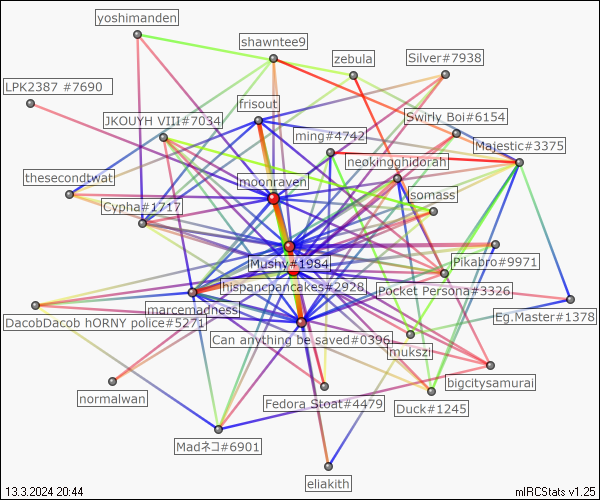 yoshimanden
shawntee9
zebula
Silver#7938
LPK2387 #7690
frisout
JKOUYH VIII#7034
Swirly Boi#6154
ming#4742
Majestic#3375
neokingghidorah
moonraven
thesecondtwat
somass
Cypha#1717
Mushy#1984
Pikabro#9971
hispancpancakes#2928
Pocket Persona#3326
marcemadness
Eg.Master#1378
DacobDacob hORNY police#5271
Can anything be saved#0396
mukszi
bigcitysamurai
normalwan
Fedora Stoat#4479
Duck#1245
Madネコ#6901
eliakith
13.3.2024 20:44
mIRCStats v1.25